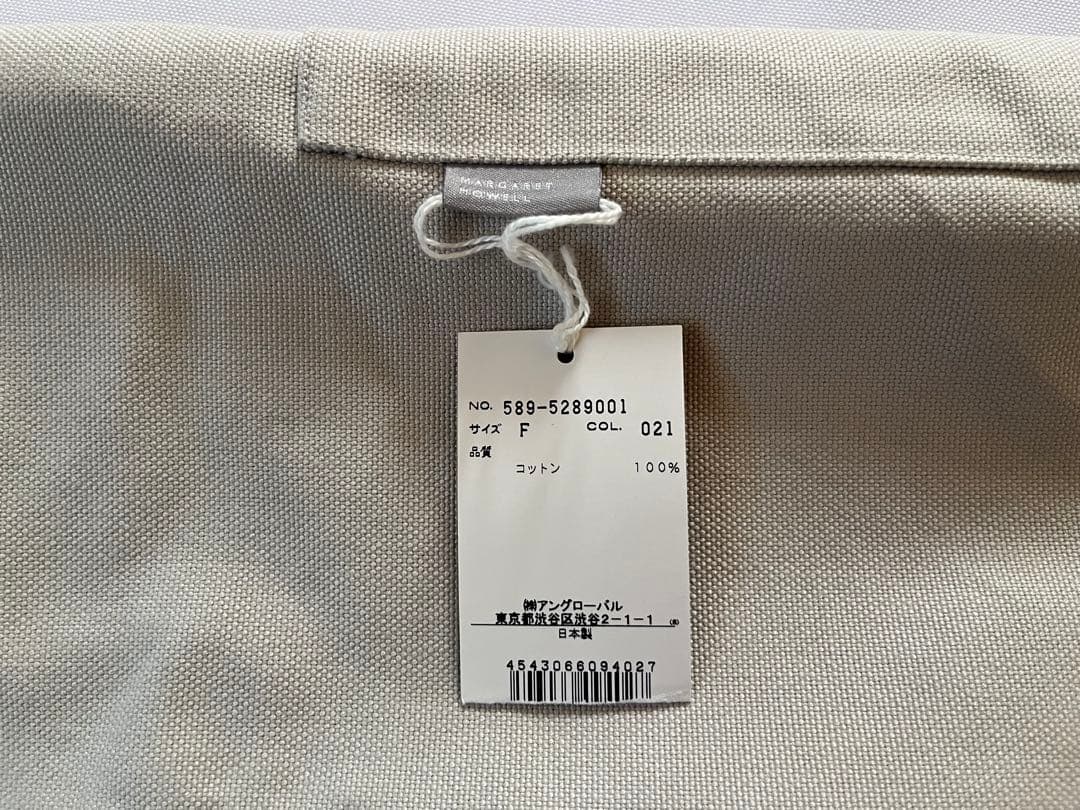 MARGARET
HOWELL
NO. 589-5289001
サイズ F COL. 021
品質
コットン 100%
㈱アングローバル
東京都渋谷区渋谷2-1-1
日本製
4543066094027